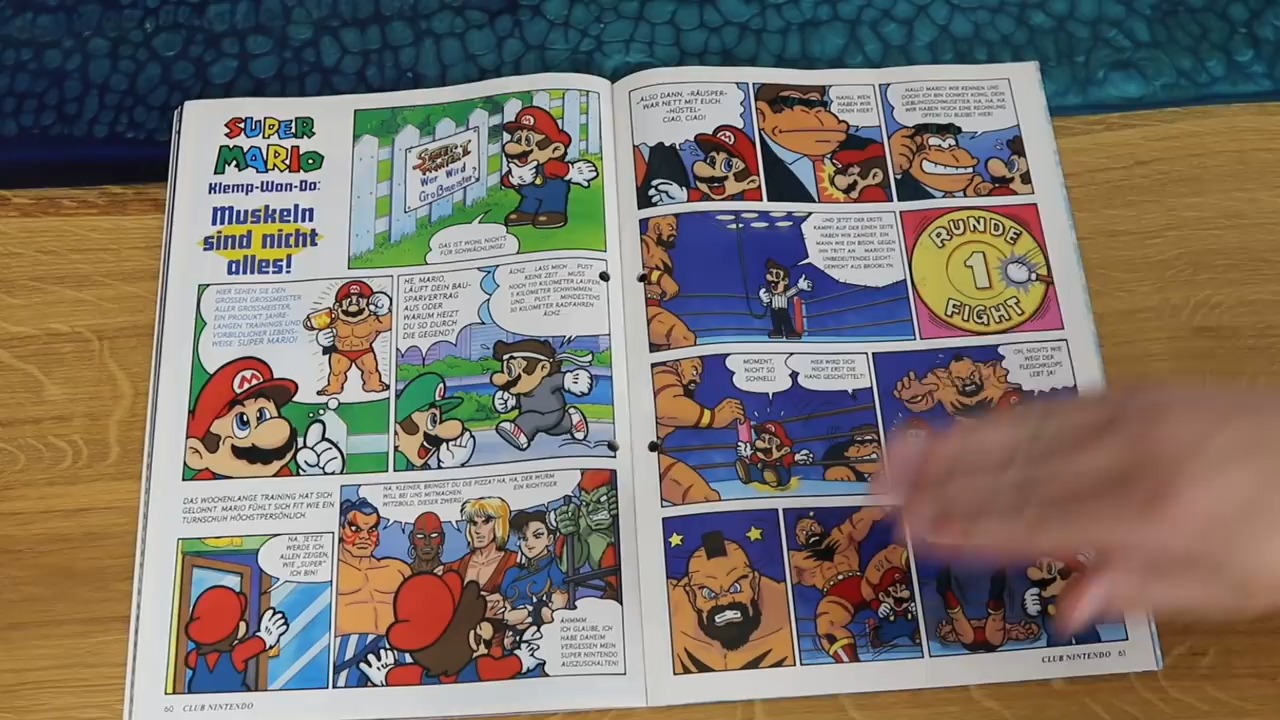 SUPER
MARIO
Klemp-Won-Do:
Muskeln
sind nicht
alles!
STREET
FIGHTER II
Wer Wird
Großmeister?
DAS IST WOHL NICHTS
FÜR SCHWÄCHLINGE!
HIER SEHEN SIE DEN
GROSSEN GROSSMEISTER
ALLER GROSSMEISTER,
EIN PRODUKT JAHRE-
LANGEN TRAININGS UND
VORBILDLICHER LEBENS-
WEISE: SUPER MARIO!
HE, MARIO,
LÄUFT DEIN BAU-
SPARVERTRAG
AUS ODER
WARUM HEIZT
DU SO DURCH
DIE GEGEND?
ÄCHZ... LASS MICH... PUST
KEINE ZEIT... MUSS
NOCH 110 KILOMETER LAUFEN,
5 KILOMETER SCHWIMMEN
UND... PUST... MINDESTENS
30 KILOMETER RADFAHREN
ÄCHZ...
DAS WOCHENLANGE TRAINING HAT SICH
GELOHNT. MARIO FÜHLT SICH FIT WIE EIN
TURNSCHUH HÖCHSTPERSÖNLICH.
NA, JETZT
WERDE ICH
ALLEN ZEIGEN,
WIE „SUPER"
ICH BIN!
NA, KLEINER, BRINGST DU DIE PIZZA? HA, HA, DER WURM
WILL BEI UNS MITMACHEN. EIN RICHTIGER
WITZBOLD, DIESER ZWERG!
ÄHMMM...
ICH GLAUBE, ICH
HABE DAHEIM
VERGESSEN MEIN
SUPER NINTENDO
AUSZUSCHALTEN!
60 CLUB NINTENDO
„ALSO DANN, -RÄUSPER-
WAR NETT MIT EUCH.
-HÜSTEL-
CIAO, CIAO!
NANU, WEN
HABEN WIR
DENN HIER?
HALLO MARIO! WIR KENNEN UNS
DOCH! ICH BIN DONKEY KONG, DEIN
LIEBLINGSSCHMUSETIER. HA, HA, HA.
WIR HABEN NOCH EINE RECHNUNG
OFFEN! DU BLEIBST HIER!
UND JETZT DER ERSTE
KAMPF! AUF DER EINEN SEITE
HABEN WIR ZANGIEF, EIN
MANN WIE EIN BISON. GEGEN
IHN TRITT AN... MARIO! EIN
UNBEDEUTENDES LEICHT-
GEWICHT AUS BROOKLYN.
RUNDE
1
FIGHT
MOMENT,
NICHT SO
SCHNELL!
HIER WIRD SICH
NICHT ERST DIE
HAND GESCHÜTTELT?
OH, NICHTS WIE
WEG! DER
FLEISCHKLOPS
LEBT JA!
CLUB NINTENDO 61